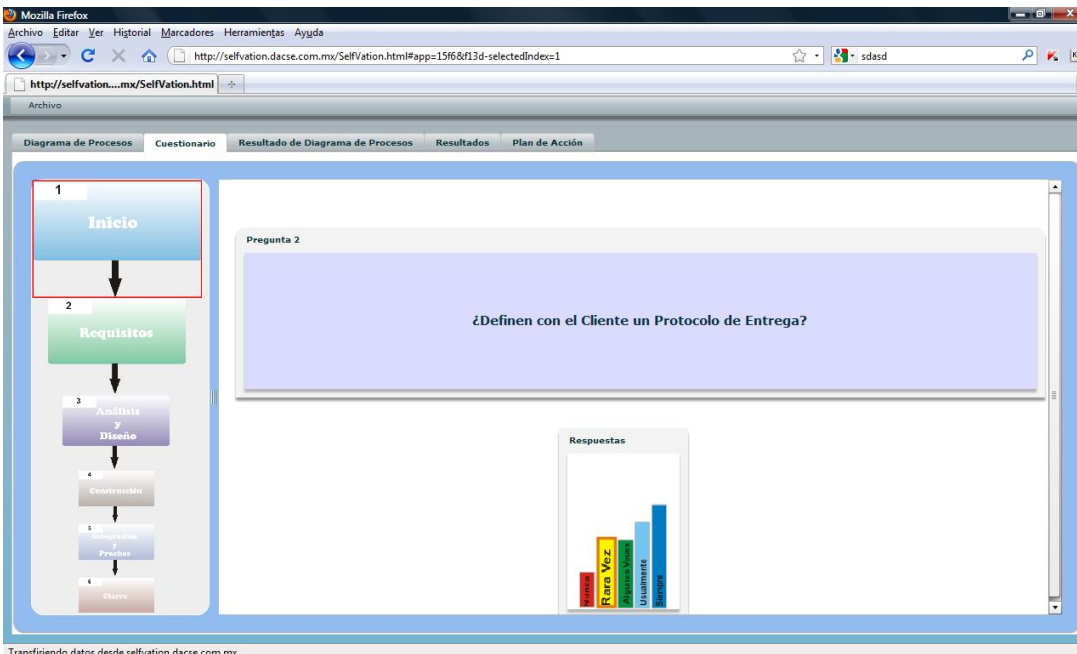 Mozilla Firefox
Archivo Editar Ver Historial Marcadores Herramientas Ayuda
http://selfvation.dacse.com.mx/SelfVation.html#app=15f6&f13d-selectedIndex=1
sdasd
http://selfvation....mx/SelfVation.html
Archivo
Diagrama de Procesos Cuestionario Resultado de Diagrama de Procesos Resultados Plan de Acción
1
Inicio
2
Requisitos
3
Análisis
y
Diseño
4
Construcción
5
Integración
y
Pruebas
6
Cierre
Pregunta 2
¿Definen con el Cliente un Protocolo de Entrega?
Respuestas
Nunca
Rara Vez
Algunas Veces
Usualmente
Siempre
Transfiriendo datos desde selfvation.dacse.com.mx